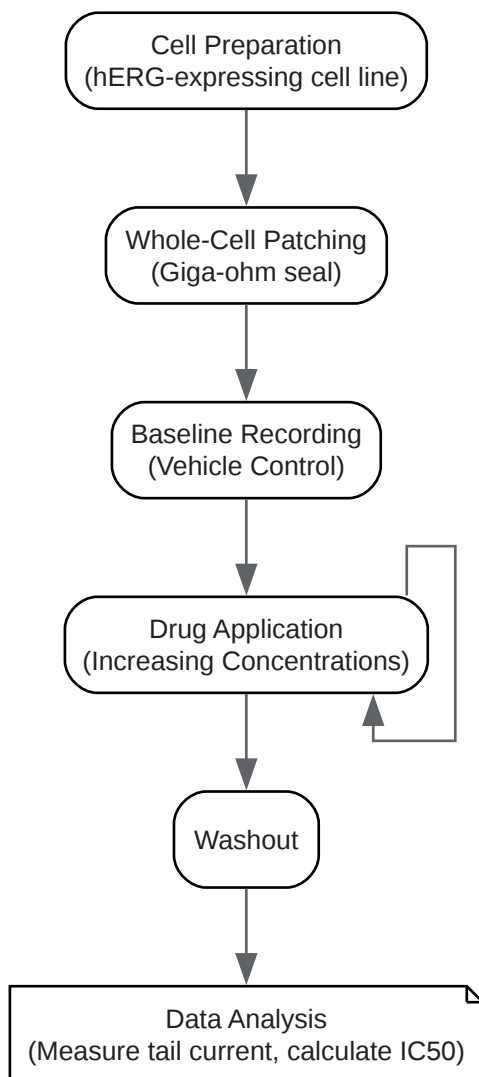 Cell Preparation
(hERG-expressing cell line)
Whole-Cell Patching
(Giga-ohm seal)
Baseline Recording
(Vehicle Control)
Drug Application
(Increasing Concentrations)
Washout
Data Analysis
(Measure tail current, calculate IC50)